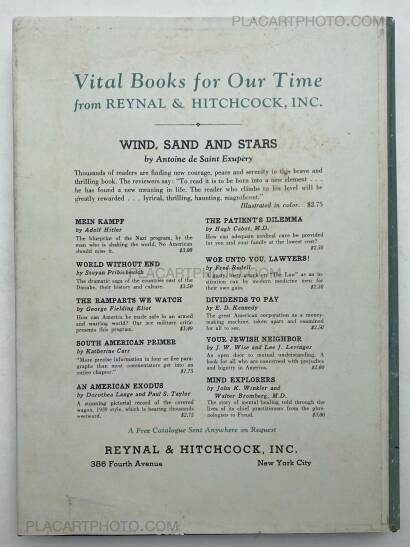 PLACARTPHOTO.COM
Vital Books for Our Time
from REYNAL & HITCHCOCK, INC.
WIND, SAND AND STARS
by Antoine de Saint Exupéry
Thousands of readers are finding new courage, peace and serenity in this brave and
thrilling book. The reviewers say: "To read it is to be born into a new element . . .
he has found a new meaning in life. The reader who climbs to his level will be
greatly rewarded . . . lyrical, thrilling, haunting, magnificent."
Illustrated in color. $2.75
MEIN KAMPF
by Adolf Hitler
The blueprint of the Nazi program, by the
man who is shaking the world. No American
should miss it. $3.00
WORLD WITHOUT END
by Stoyan Pribichevich
The dramatic saga of the countries east of the
Danube, their history and culture. $3.50
THE RAMPARTS WE WATCH
by George Fielding Eliot
How can America be made safe in an armed
and warring world? Our ace military critic
presents this program.
SOUTH AMERICAN PRIMER
by Katherine Carr
"More precise information in four or five paragraphs
than most commentators get into an
entire chapter." $1.75
AN AMERICAN EXODUS
by Dorothea Lange and Paul S. Taylor
A stunning pictorial record of the covered
wagon, 1939 style, which is bearing thousands
westward. $2.75
THE PATIENT'S DILEMMA
by Hugh Cabot, M.D.
How can adequate medical care be provided
for you and your family at the lowest cost?
$2.50
WOE UNTO YOU, LAWYERS!
by Fred Rodell
A lusty, merry attack on "The Law" as an institution
run by modern medicine men for
their own gain. $2.50
DIVIDENDS TO PAY
by E. D. Kennedy
The great American corporation as a money-
making machine, taken apart and examined
for all to see. $2.50
YOUR JEWISH NEIGHBOR
by J. W. Wise and Lee J. Levinger
An open door to mutual understanding. A
book for all who are concerned with prejudice
and bigotry in America. $2.00
MIND EXPLORERS
by John K. Winkler and
Walter Bromberg, M.D.
The story of mental healing told through the
lives of its chief practitioners from the phrenologists
to Freud. $3.00
A Free Catalogue Sent Anywhere on Request
REYNAL & HITCHCOCK, INC.
386 Fourth Avenue New York City
PLACARTPHOTO.COM